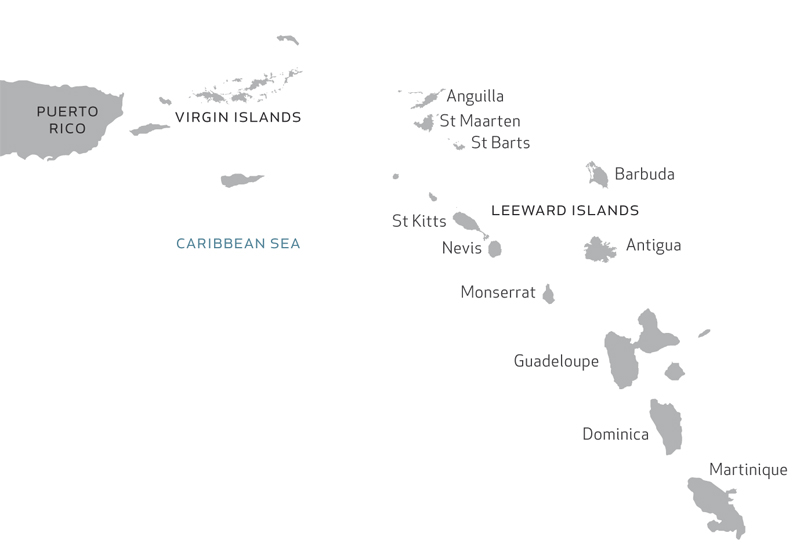 PUERTO
RICO
VIRGIN ISLANDS
Anguilla
St Maarten
St Barts
Barbuda
LEEWARD ISLANDS
St Kitts
CARIBBEAN SEA
Nevis
Antigua
Monserrat
Guadeloupe
Dominica
Martinique